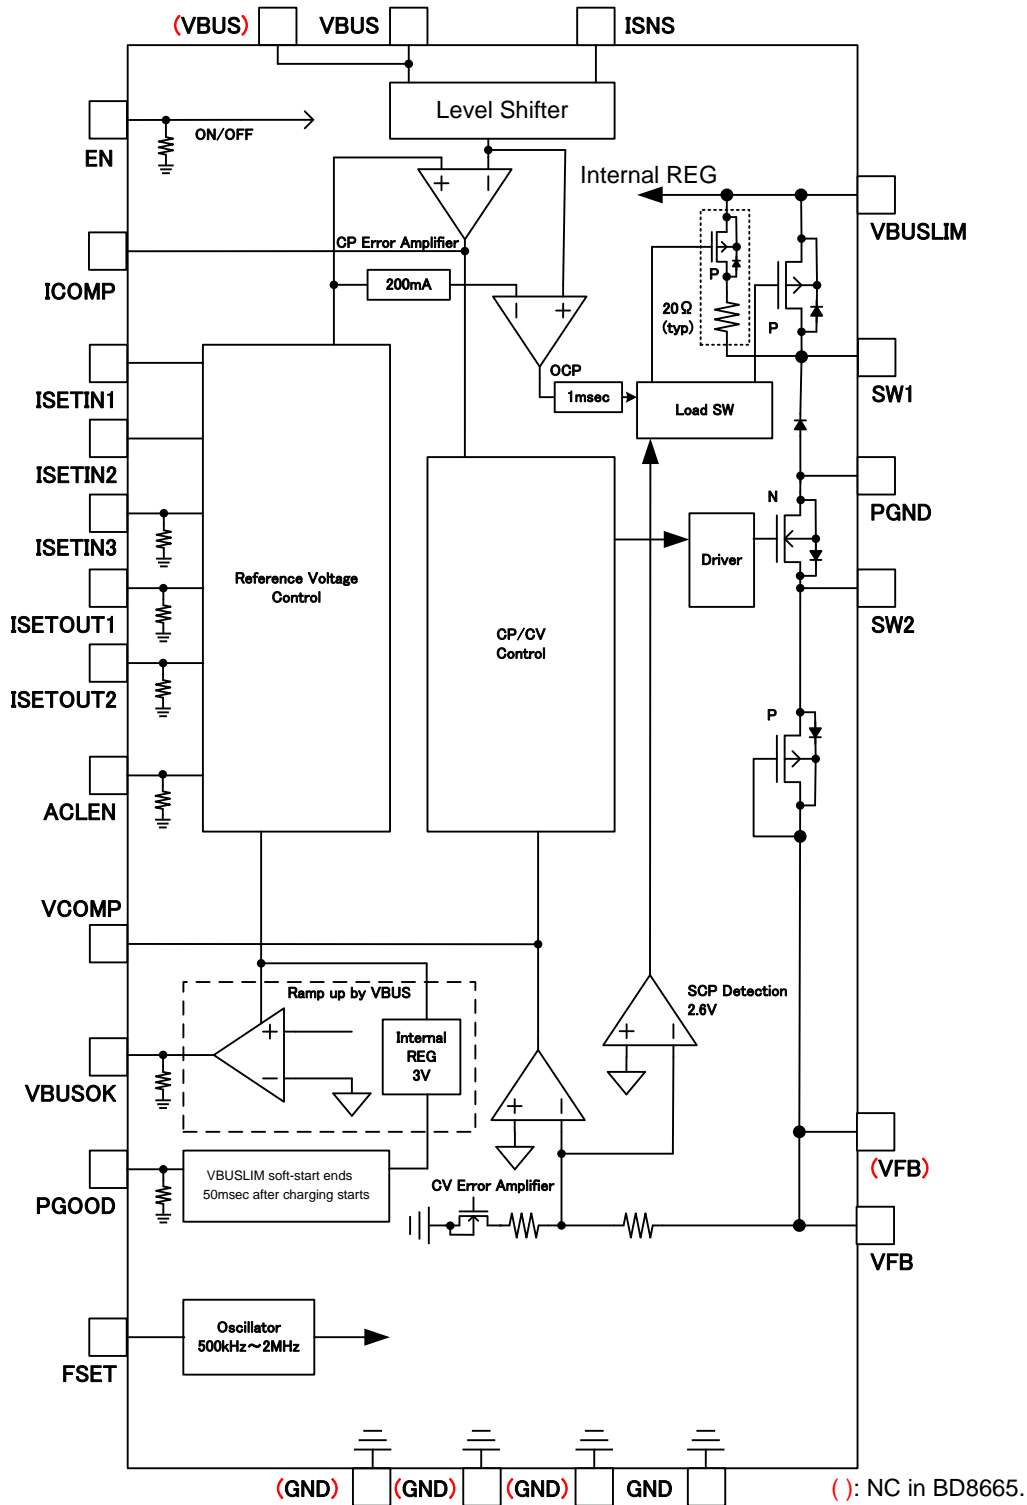 (VBUS)
VBUS
ISNS
Level Shifter
EN
ON/OFF
+
−
Internal REG
VBUSLIM
CP Error Amplifier
ICOMP
200mA
−
+
P
20Ω
(typ)
P
OCP
1msec
Load SW
SW1
ISETIN1
ISETIN2
ISETIN3
ISETOUT1
ISETOUT2
ACLEN
Reference Voltage
Control
CP/CV
Control
Driver
N
PGND
SW2
P
VCOMP
Ramp up by VBUS
+
−
Internal
REG
3V
VBUSOK
SCP Detection
2.6V
+
−
+
−
(VFB)
PGOOD
VBUSLIM soft-start ends
50msec after charging starts
CV Error Amplifier
VFB
FSET
Oscillator
500kHz～2MHz
(GND)
(GND)
(GND)
GND
( ): NC in BD8665.